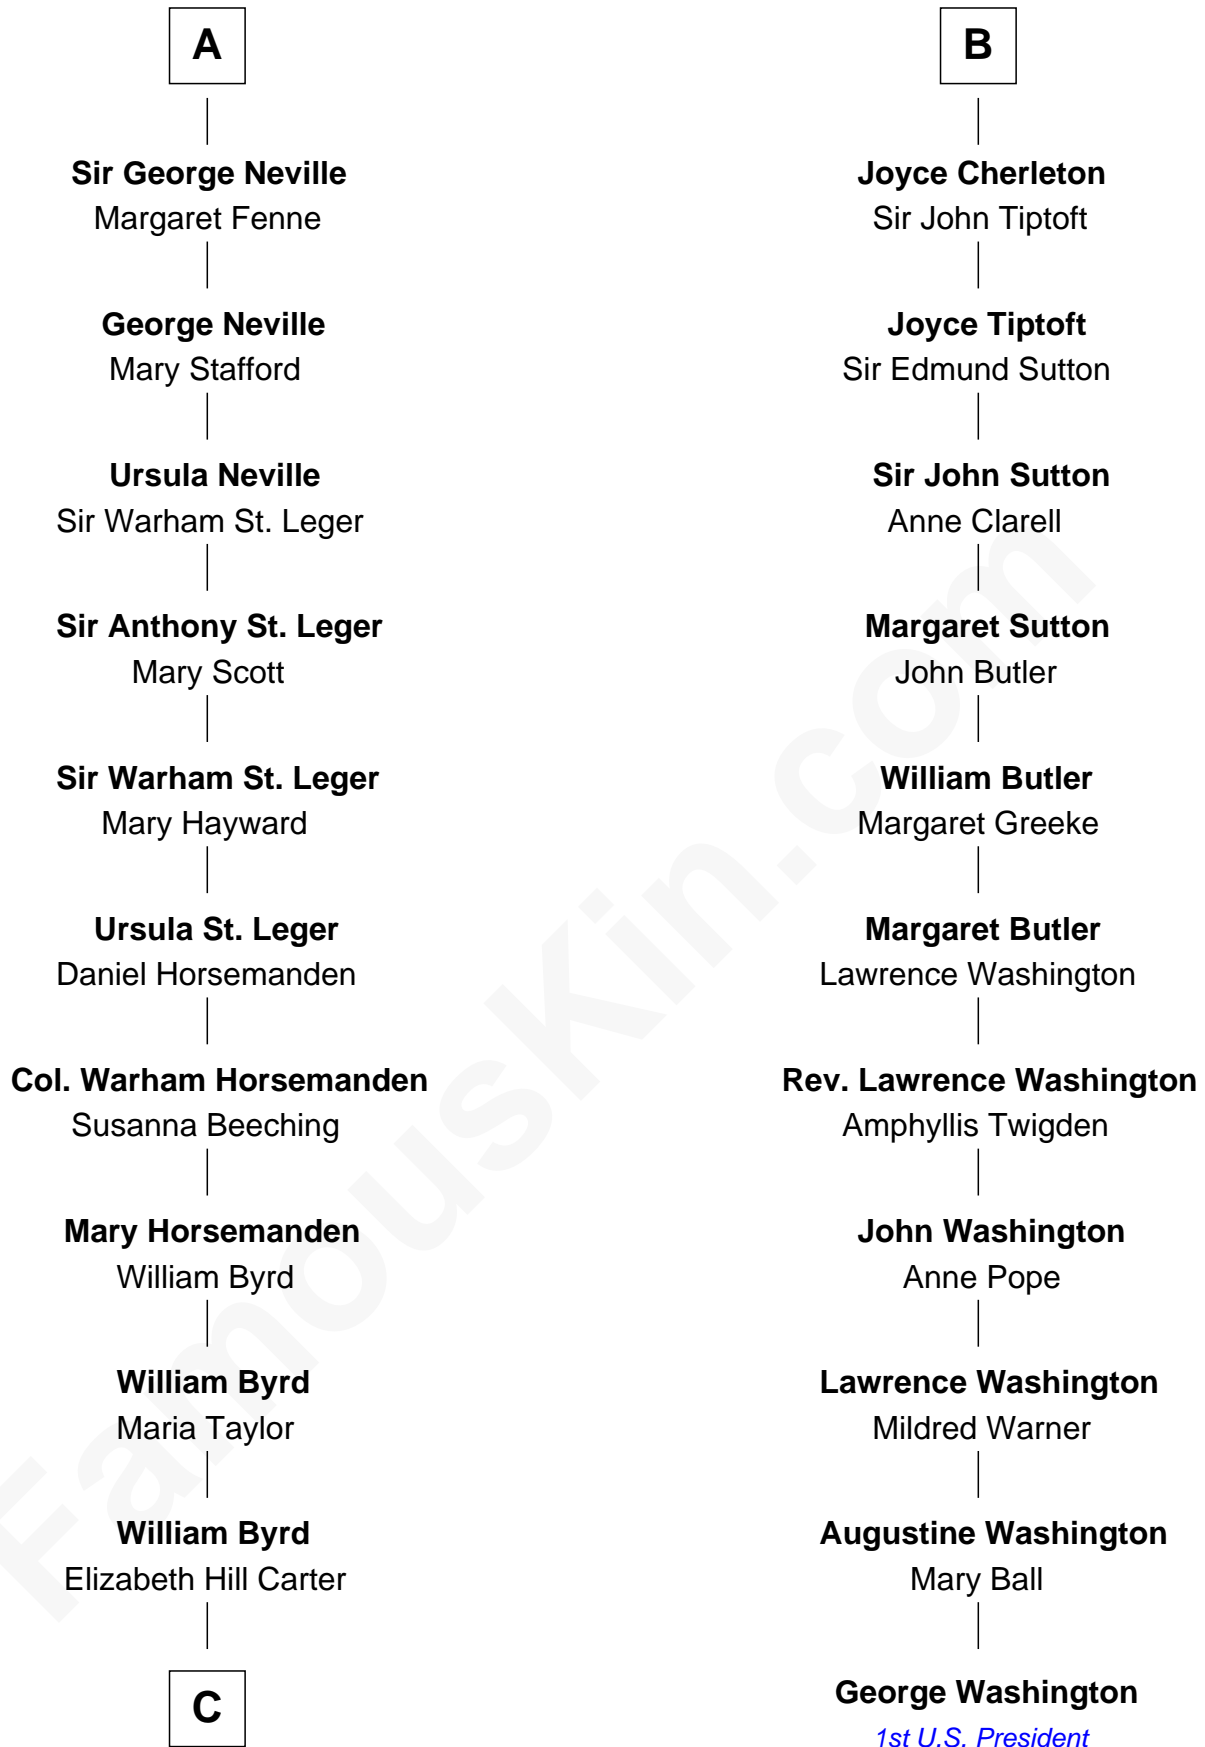 A
Sir George Neville
Margaret Fenne
George Neville
Mary Stafford
Ursula Neville
Sir Warham St. Leger
Sir Anthony St. Leger
Mary Scott
Sir Warham St. Leger
Mary Hayward
Ursula St. Leger
Daniel Horsemanden
Col. Warham Horsemanden
Susanna Beeching
Mary Horsemanden
William Byrd
William Byrd
Maria Taylor
William Byrd
Elizabeth Hill Carter
C
B
Joyce Cherleton
Sir John Tiptoft
Joyce Tiptoft
Sir Edmund Sutton
Sir John Sutton
Anne Clarell
Margaret Sutton
John Butler
William Butler
Margaret Greeke
Margaret Butler
Lawrence Washington
Rev. Lawrence Washington
Amphyllis Twigden
John Washington
Anne Pope
Lawrence Washington
Mildred Warner
Augustine Washington
Mary Ball
George Washington
1st U.S. President
FamousKin.com